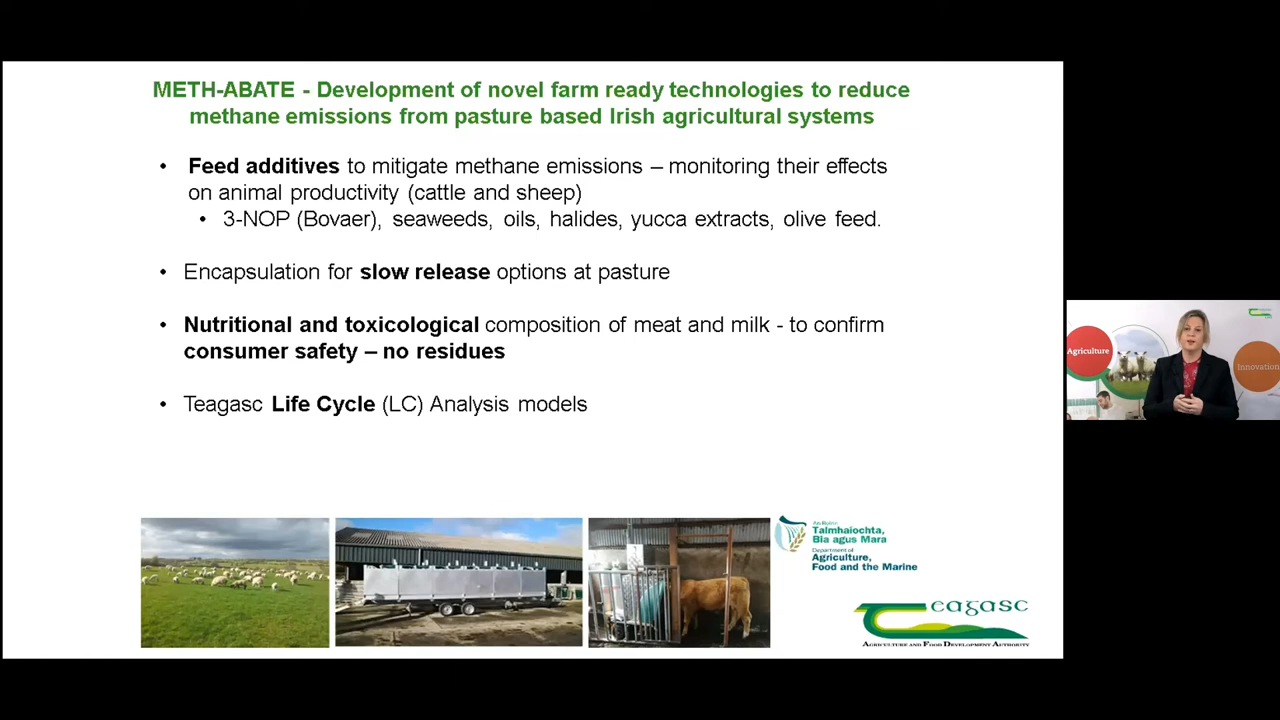 METH-ABATE - Development of novel farm ready technologies to reduce
methane emissions from pasture based Irish agricultural systems
• Feed additives to mitigate methane emissions – monitoring their effects
on animal productivity (cattle and sheep)
• 3-NOP (Bovaer), seaweeds, oils, halides, yucca extracts, olive feed.
• Encapsulation for slow release options at pasture
• Nutritional and toxicological composition of meat and milk - to confirm
consumer safety – no residues
• Teagasc Life Cycle (LC) Analysis models
An Roinn
Talmhaíochta,
Bia agus Mara
Department of
Agriculture,
Food and the Marine
Teagasc
Agriculture and Food Development Authority
Agriculture
Innovation